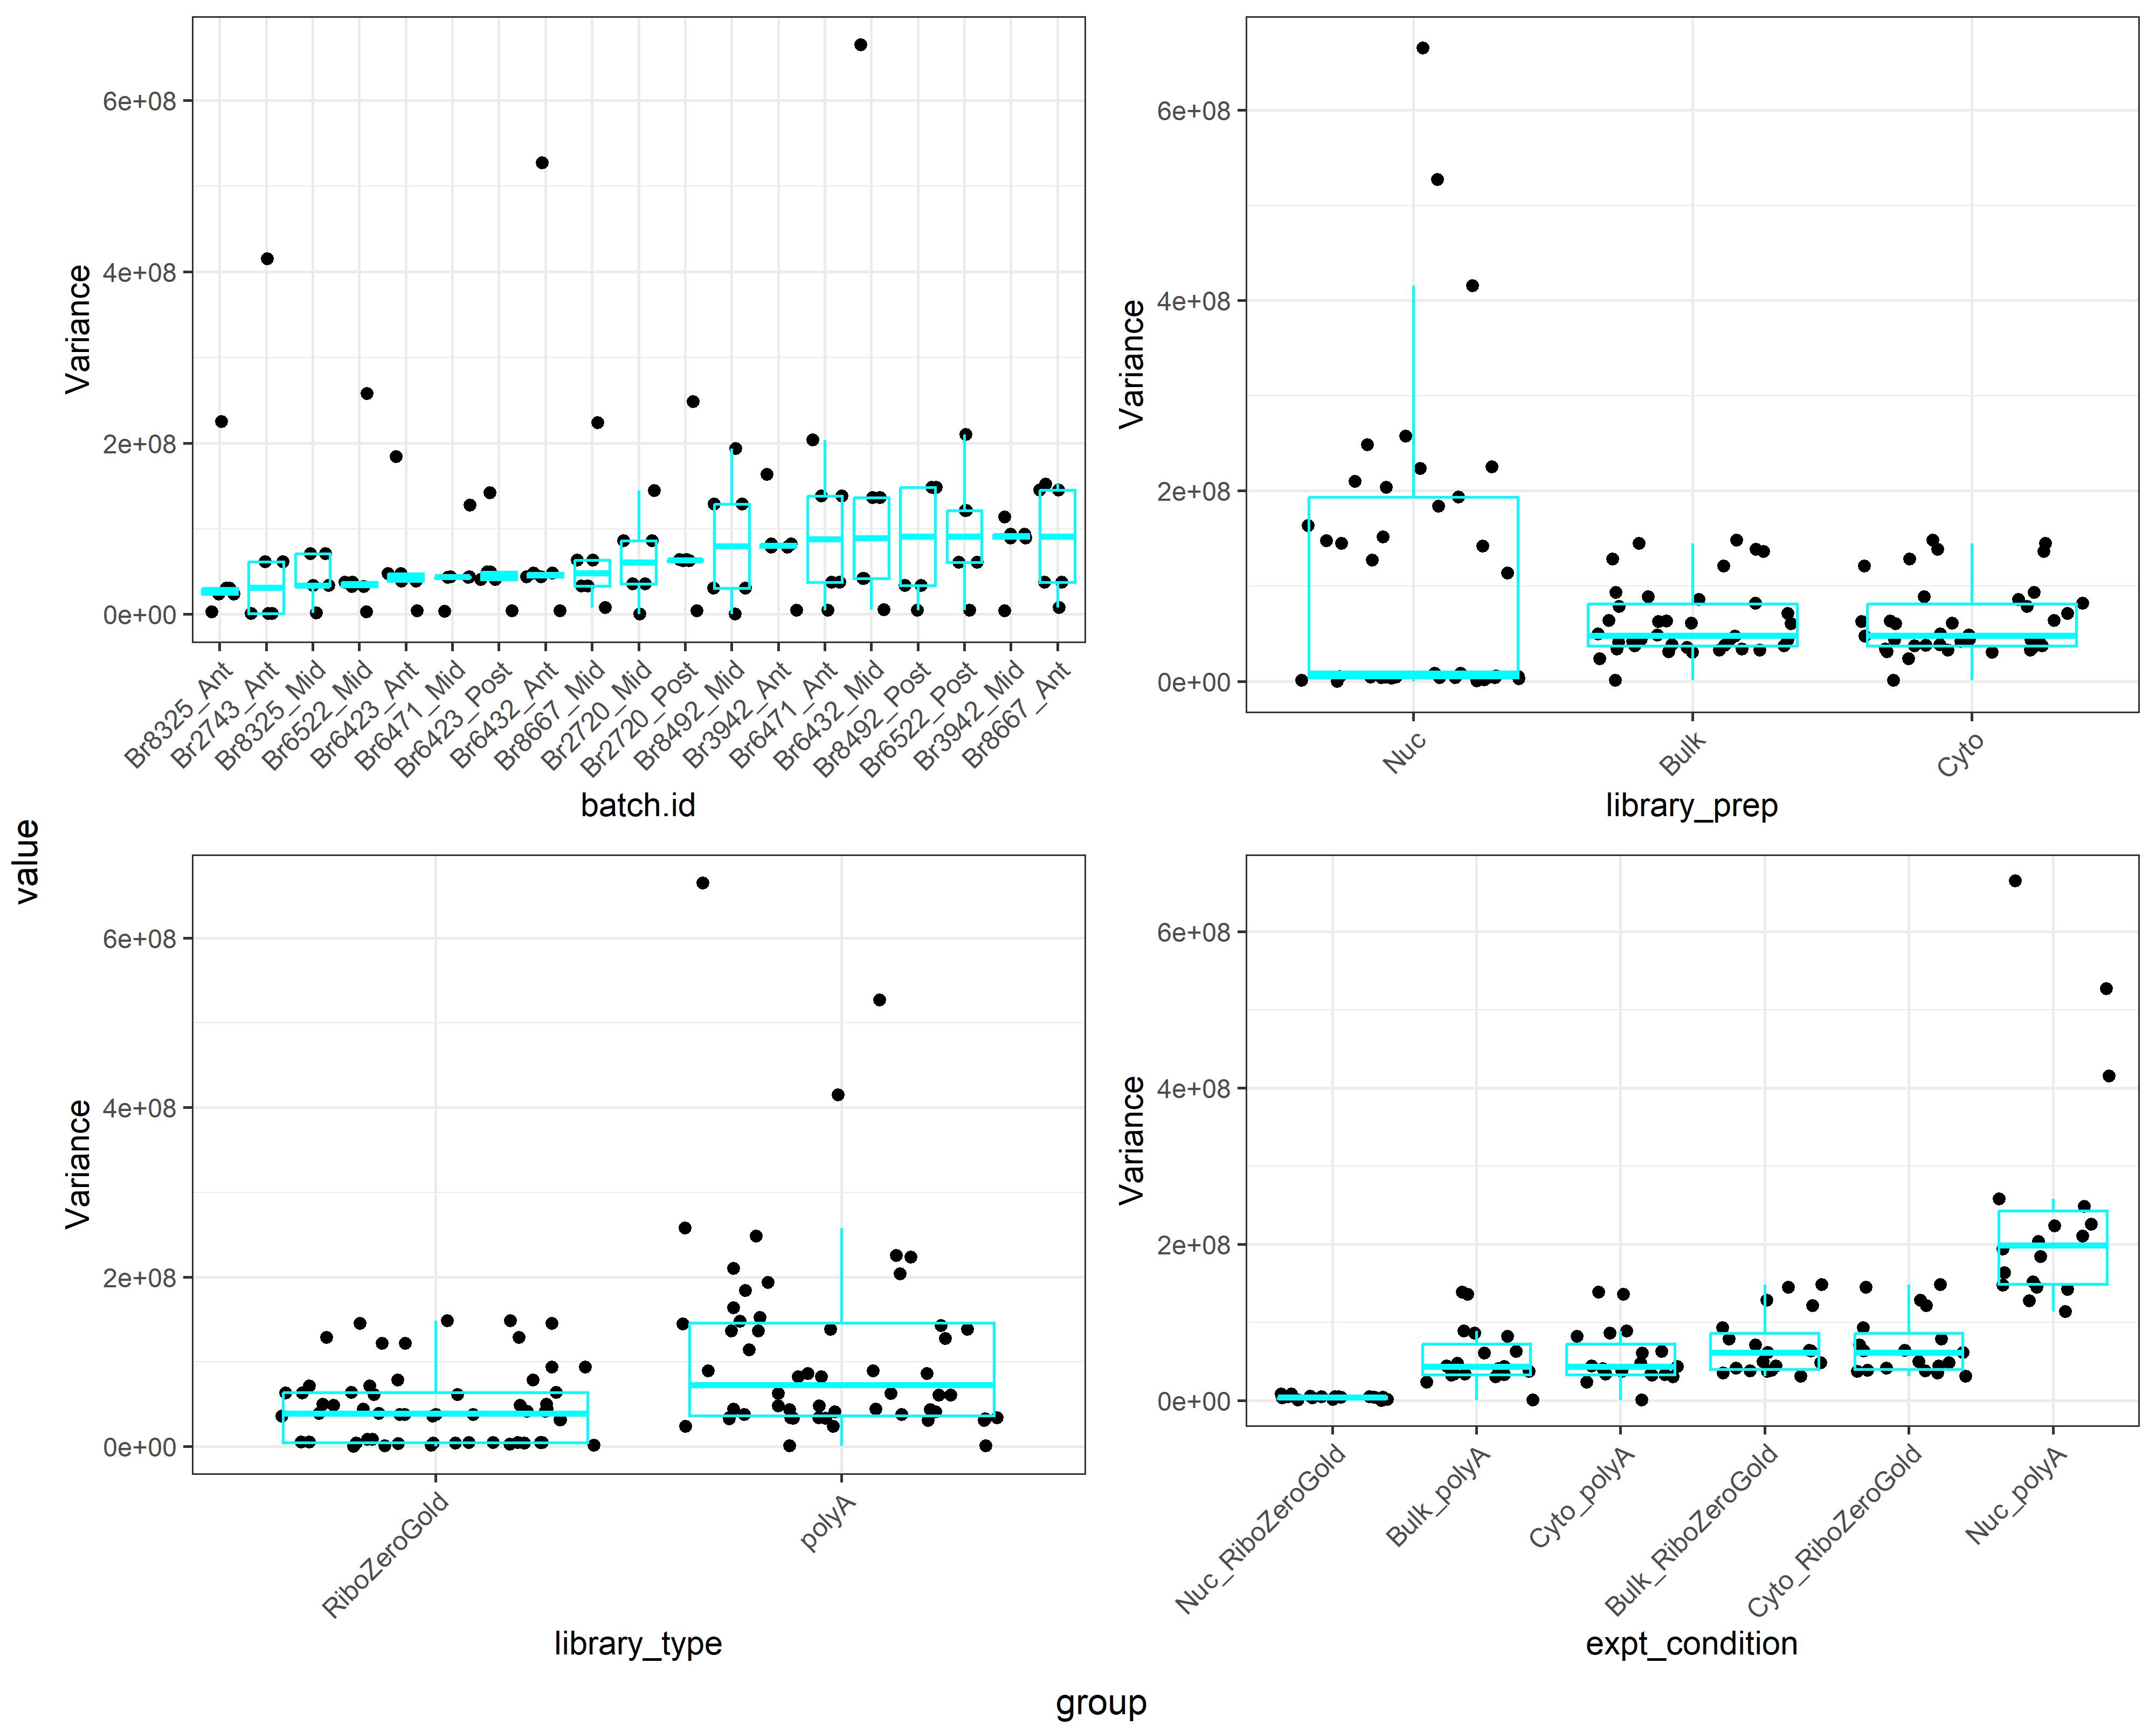 value
Variance
6e+08
4e+08
2e+08
0e+00
Br8325_Ant
Br2743_Ant
Br8325_Mid
Br6522_Mid
Br6423_Ant
Br6471_Mid
Br6423_Post
Br6432_Ant
Br8667_Mid
Br2720_Mid
Br2720_Post
Br8492_Mid
Br3942_Ant
Br6471_Ant
Br6432_Mid
Br8492_Post
Br6522_Post
Br3942_Mid
Br8667_Ant
batch.id
Variance
6e+08
4e+08
2e+08
0e+00
Nuc
Bulk
Cyto
library_prep
Variance
6e+08
4e+08
2e+08
0e+00
RiboZeroGold
polyA
library_type
Variance
6e+08
4e+08
2e+08
0e+00
Nuc_RiboZeroGold
Bulk_polyA
Cyto_polyA
Bulk_RiboZeroGold
Cyto_RiboZeroGold
Nuc_polyA
expt_condition
group